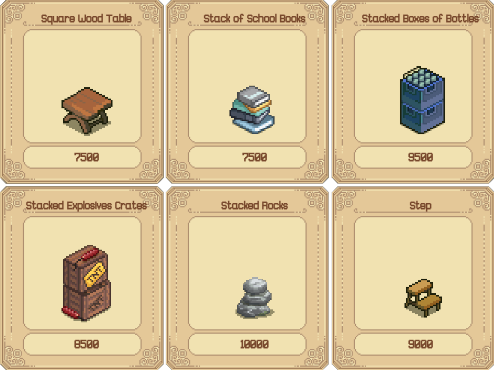 Square Wood Table
Stack of School Books
Stacked Boxes of Bottles
7500
7500
9500
Stacked Explosives Crates
Stacked Rocks
Step
TNT
8500
10000
9000